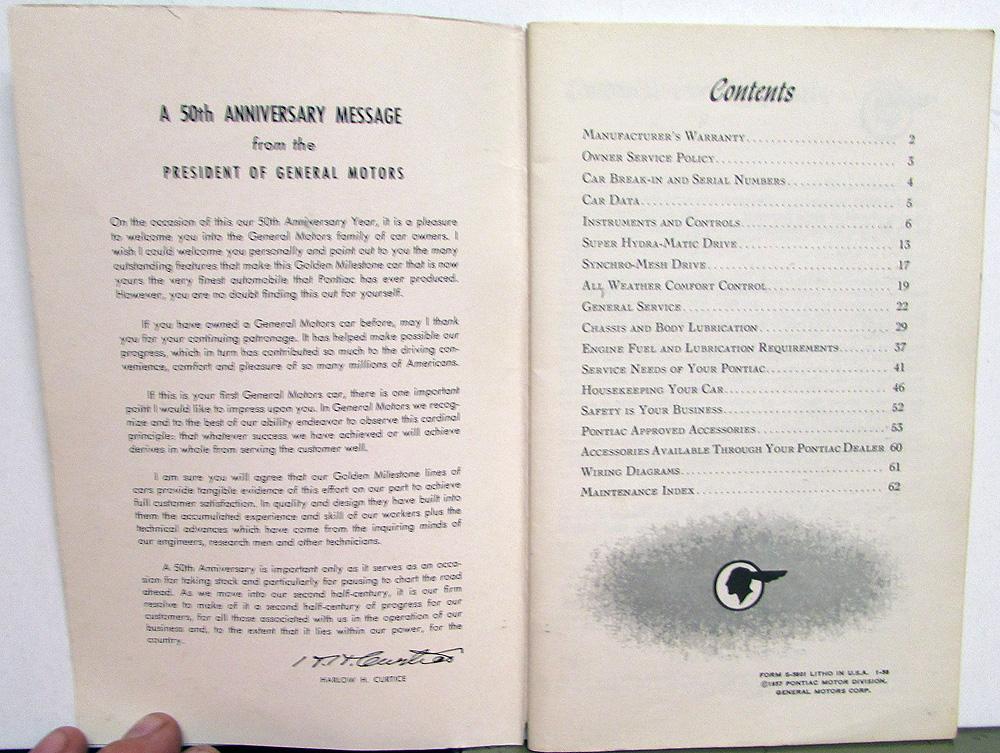 A 50th ANNIVERSARY MESSAGE
from the
PRESIDENT OF GENERAL MOTORS
On the occasion of this our 50th Anniversary Year, it is a pleasure
to welcome you into the General Motors family of car owners. I
wish I could welcome you personally and point out to you the many
outstanding features that make this Golden Milestone car that is now
yours the very finest automobile that Pontiac has ever produced.
However, you are no doubt finding this out for yourself.
If you have owned a General Motors car before, may I thank
you for your continuing patronage. It has helped make possible our
progress, which in turn has contributed so much to the driving con-
venience, comfort and pleasure of so many millions of Americans.
If this is your first General Motors car, there is one important
point I would like to impress upon you. In General Motors we recog-
nize and to the best of our ability endeavor to observe this cardinal
principle: that whatever success we have achieved or will achieve
derives in whole from serving the customer well.
I am sure you will agree that our Golden Milestone lines of
cars provide tangible evidence of this effort on our part to achieve
full customer satisfaction. In quality and design they have built into
them the accumulated experience and skill of our workers plus the
technical advances which have come from the inquiring minds of
our engineers, research men and other technicians.
A 50th Anniversary is important only as it serves as an occa-
sion for taking stock and particularly for pausing to chart the road
ahead. As we move into our second half-century, it is our firm
resolve to make of it a second half-century of progress for our
customers, for all those associated with us in the operation of our
business and, to the extent that it lies within our power, for the
country.
H. H. Curtice
HARLOW H. CURTICE
Contents
MANUFACTURER'S WARRANTY 2
OWNER SERVICE POLICY 3
CAR BREAK-IN AND SERIAL NUMBERS 4
CAR DATA 5
INSTRUMENTS AND CONTROLS 6
SUPER HYDRA-MATIC DRIVE 13
SYNCHRO-MESH DRIVE 17
ALL WEATHER COMFORT CONTROL 19
GENERAL SERVICE 22
CHASSIS AND BODY LUBRICATION 29
ENGINE FUEL AND LUBRICATION REQUIREMENTS 37
SERVICE NEEDS OF YOUR PONTIAC 41
HOUSEKEEPING YOUR CAR 46
SAFETY IS YOUR BUSINESS 52
PONTIAC APPROVED ACCESSORIES 53
ACCESSORIES AVAILABLE THROUGH YOUR PONTIAC DEALER 60
WIRING DIAGRAMS 61
MAINTENANCE INDEX 62
FORM S-5801 LITHO IN U.S.A. 1-58
©1957 PONTIAC MOTOR DIVISION,
GENERAL MOTORS CORP.